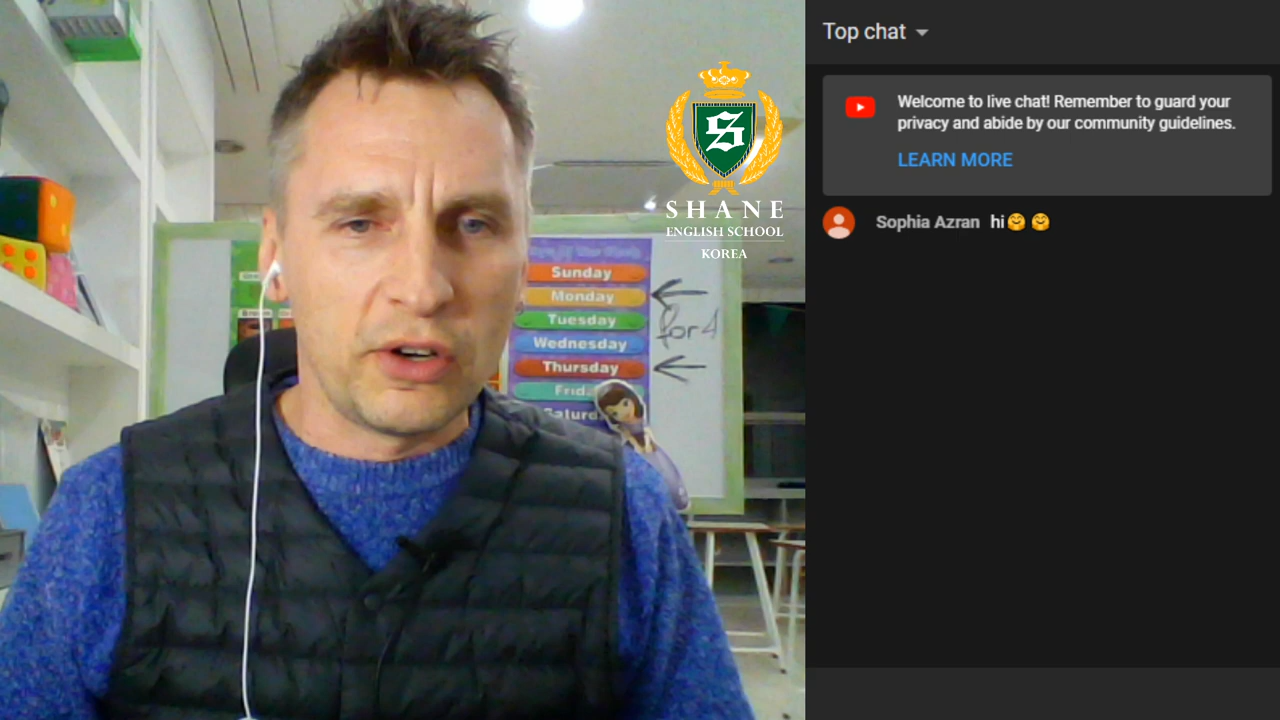 Top chat
Welcome to live chat! Remember to guard your
privacy and abide by our community guidelines.
LEARN MORE
Sophia Azran hi🤗 🤗
S
SHANE
ENGLISH SCHOOL
KOREA
Sunday
Monday
Tuesday
for 4
Wednesday
Thursday